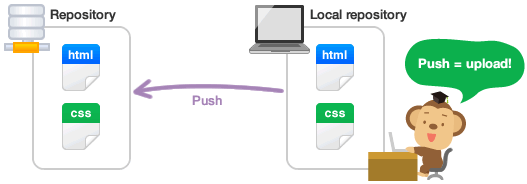 Repository
Local repository
html
html
Push = upload!
Push
css
css